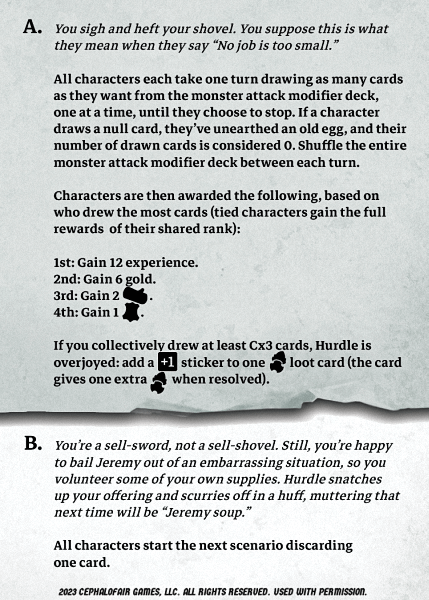 A. You sigh and heft your shovel. You suppose this is what
they mean when they say “No job is too small.”
All characters each take one turn drawing as many cards
as they want from the monster attack modifier deck,
one at a time, until they choose to stop. If a character
draws a null card, they’ve unearthed an old egg, and their
number of drawn cards is considered 0. Shuffle the entire
monster attack modifier deck between each turn.
Characters are then awarded the following, based on
who drew the most cards (tied characters gain the full
rewards of their shared rank):
1st: Gain 12 experience.
2nd: Gain 6 gold.
3rd: Gain 2 .
4th: Gain 1 .
If you collectively drew at least Cx3 cards, Hurdle is
overjoyed: add a +1 sticker to one loot card (the card
gives one extra when resolved).
B. You’re a sell-sword, not a sell-shovel. Still, you’re happy
to bail Jeremy out of an embarrassing situation, so you
volunteer some of your own supplies. Hurdle snatches
up your offering and scurries off in a huff, muttering that
next time will be “Jeremy soup.”
All characters start the next scenario discarding
one card.
2023 CEPHALOFAIR GAMES, LLC. ALL RIGHTS RESERVED. USED WITH PERMISSION.